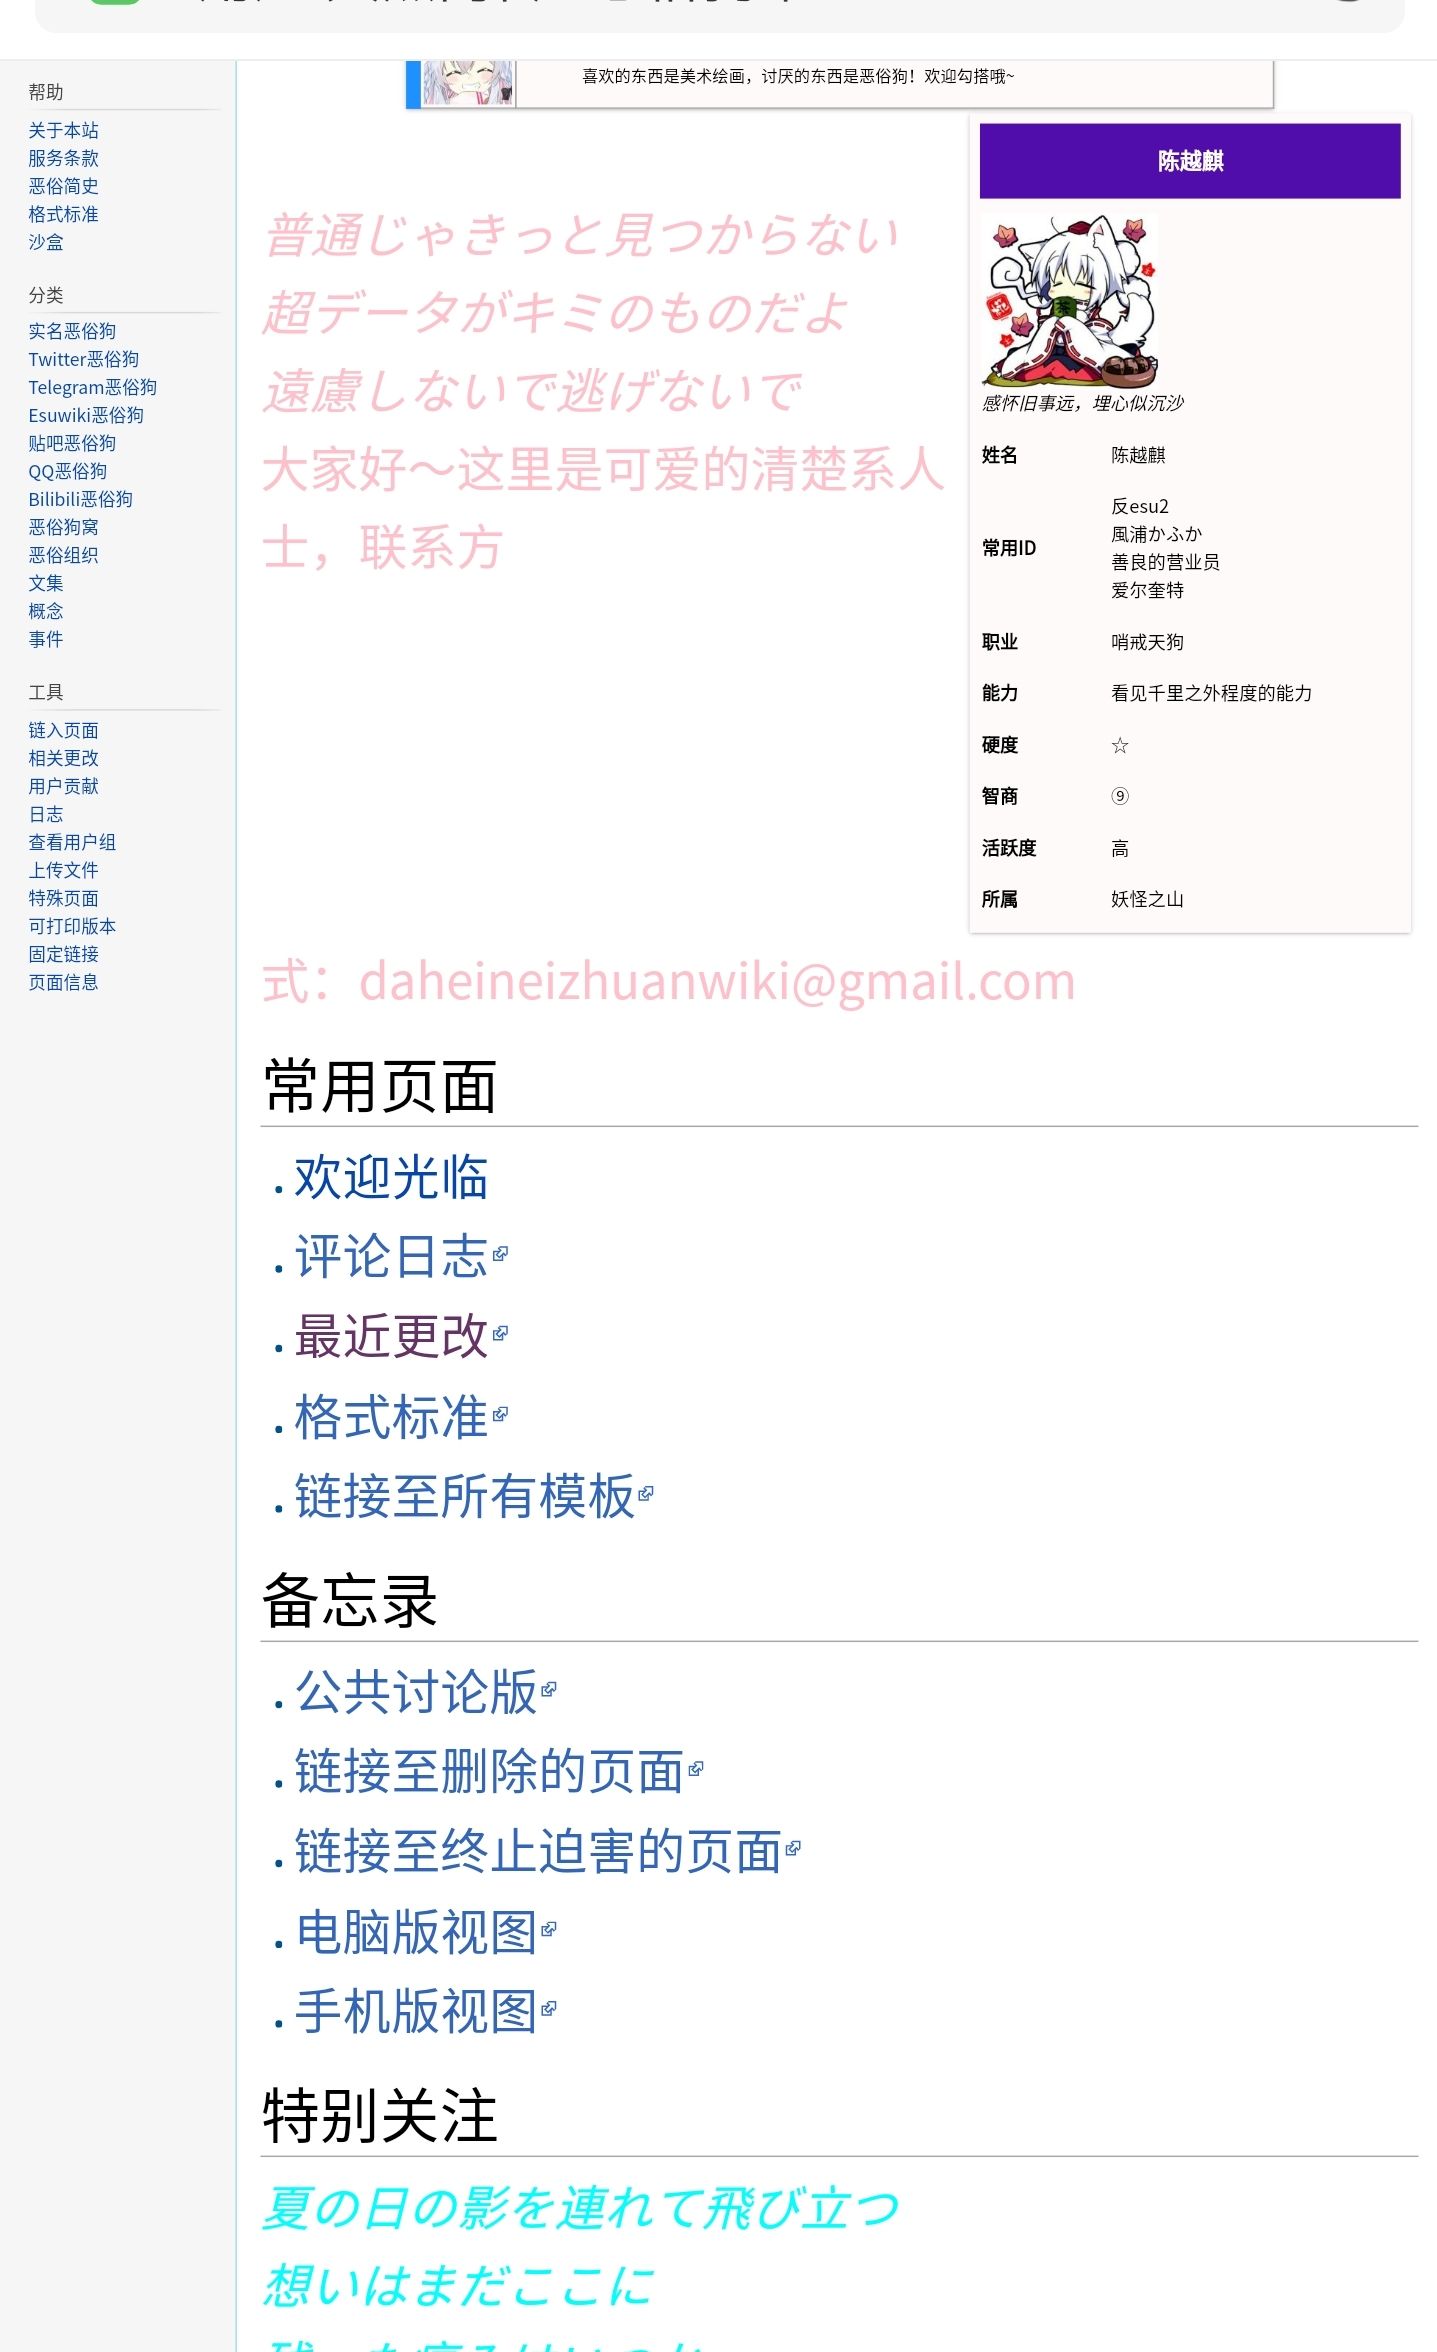 帮助
关于本站
服务条款
恶俗简史
格式标准
沙盒
分类
实名恶俗狗
Twitter恶俗狗
Telegram恶俗狗
Esuwiki恶俗狗
贴吧恶俗狗
QQ恶俗狗
Bilibili恶俗狗
恶俗狗窝
恶俗组织
文集
概念
事件
工具
链入页面
相关更改
用户贡献
日志
查看用户组
上传文件
特殊页面
可打印版本
固定链接
页面信息
喜欢的东西是美术绘画，讨厌的东西是恶俗狗！欢迎勾搭哦~
陈越麒
茶
感怀旧事远，埋心似沉沙
姓名 陈越麒
常用ID 反esu2
風浦かふか
善良的营业员
爱尔奎特
职业 哨戒天狗
能力 看见千里之外程度的能力
硬度 ☆
智商 ⑨
活跃度 高
所属 妖怪之山
普通じゃきっと見つからない
超データがキミのものだよ
遠慮しないで逃げないで
大家好～这里是可爱的清楚系人
士，联系方
式：daheineizhuanwiki@gmail.com
常用页面
欢迎光临
评论日志
最近更改
格式标准
链接至所有模板
备忘录
公共讨论版
链接至删除的页面
链接至终止迫害的页面
电脑版视图
手机版视图
特别关注
夏の日の影を連れて飛び立つ
想いはまだここに